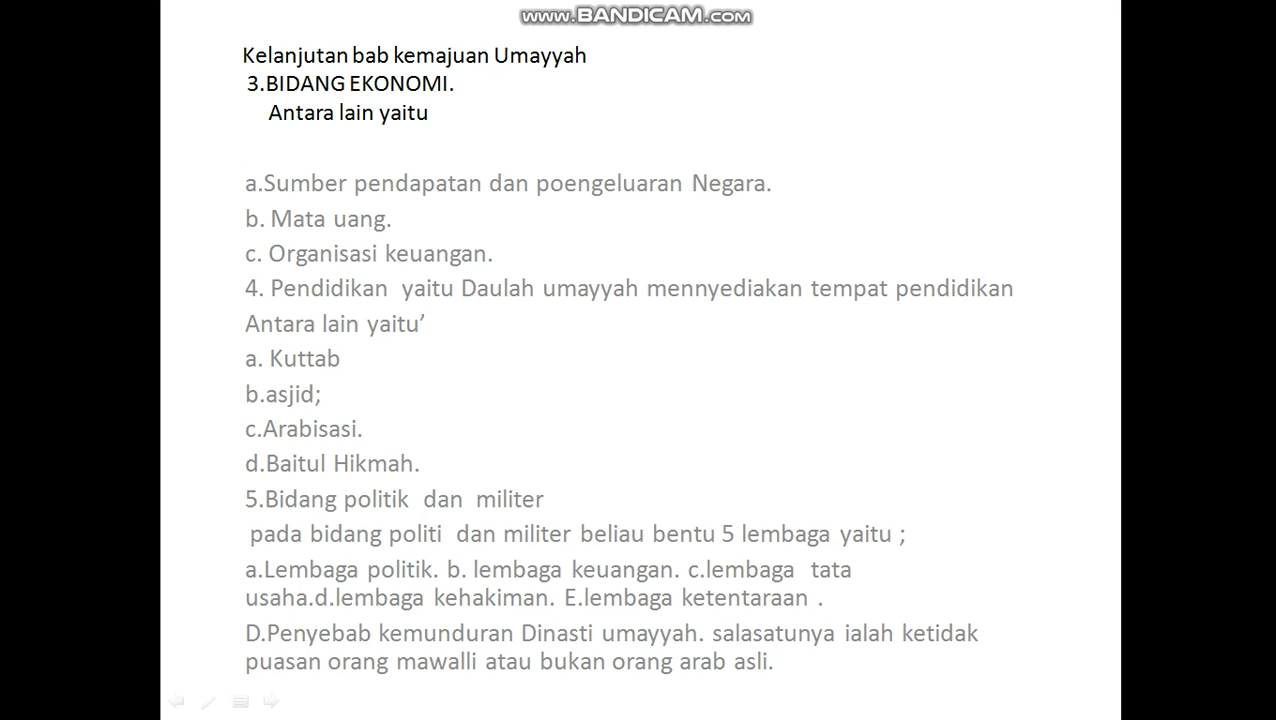 www.BANDICAM.com
Kelanjutan bab kemajuan Umayyah
3.BIDANG EKONOMI.
Antara lain yaitu
a.Sumber pendapatan dan poengeluaran Negara.
b. Mata uang.
c. Organisasi keuangan.
4. Pendidikan yaitu Daulah umayyah mennyediakan tempat pendidikan
Antara lain yaitu’
a. Kuttab
b.asjid;
c.Arabisasi.
d.Baitul Hikmah.
5.Bidang politik dan militer
pada bidang politi dan militer beliau bentu 5 lembaga yaitu ;
a.Lembaga politik. b. lembaga keuangan. c.lembaga tata
usaha.d.lembaga kehakiman. E.lembaga ketentaraan .
D.Penyebab kemunduran Dinasti umayyah. salasatunya ialah ketidak
puasan orang mawalli atau bukan orang arab asli.